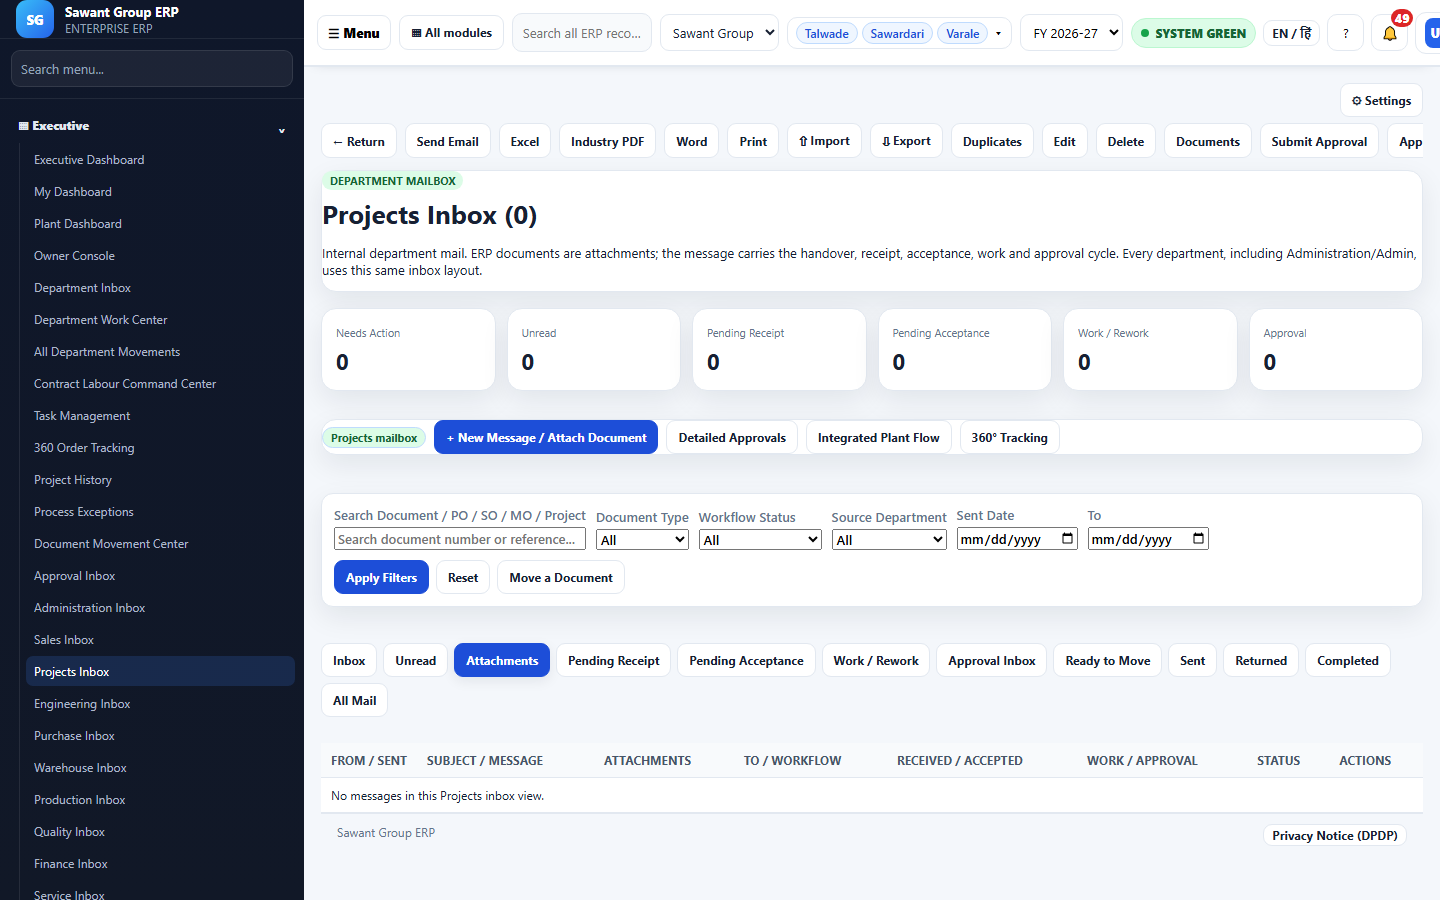 SG
Sawant Group ERP
ENTERPRISE ERP
Search menu...
Executive
Executive Dashboard
My Dashboard
Plant Dashboard
Owner Console
Department Inbox
Department Work Center
All Department Movements
Contract Labour Command Center
Task Management
360 Order Tracking
Project History
Process Exceptions
Document Movement Center
Approval Inbox
Administration Inbox
Sales Inbox
Projects Inbox
Engineering Inbox
Purchase Inbox
Warehouse Inbox
Production Inbox
Quality Inbox
Finance Inbox
Service Inbox
☰ Menu
All modules
Search all ERP reco...
Sawant Group
Talwade
Sawardari
Varale
FY 2026-27
SYSTEM GREEN
EN / हिं
?
49
U
⚙ Settings
← Return
Send Email
Excel
Industry PDF
Word
Print
⇧ Import
⇩ Export
Duplicates
Edit
Delete
Documents
Submit Approval
App
DEPARTMENT MAILBOX
Projects Inbox (0)
Internal department mail. ERP documents are attachments; the message carries the handover, receipt, acceptance, work and approval cycle. Every department, including Administration/Admin,
uses this same inbox layout.
Needs Action
0
Unread
0
Pending Receipt
0
Pending Acceptance
0
Work / Rework
0
Approval
0
Projects mailbox
+ New Message / Attach Document
Detailed Approvals
Integrated Plant Flow
360° Tracking
Search Document / PO / SO / MO / Project
Search document number or reference...
Document Type
All
Workflow Status
All
Source Department
All
Sent Date
mm/dd/yyyy
To
mm/dd/yyyy
Apply Filters
Reset
Move a Document
Inbox
Unread
Attachments
Pending Receipt
Pending Acceptance
Work / Rework
Approval Inbox
Ready to Move
Sent
Returned
Completed
All Mail
FROM / SENT
SUBJECT / MESSAGE
ATTACHMENTS
TO / WORKFLOW
RECEIVED / ACCEPTED
WORK / APPROVAL
STATUS
ACTIONS
No messages in this Projects inbox view.
Sawant Group ERP
Privacy Notice (DPDP)